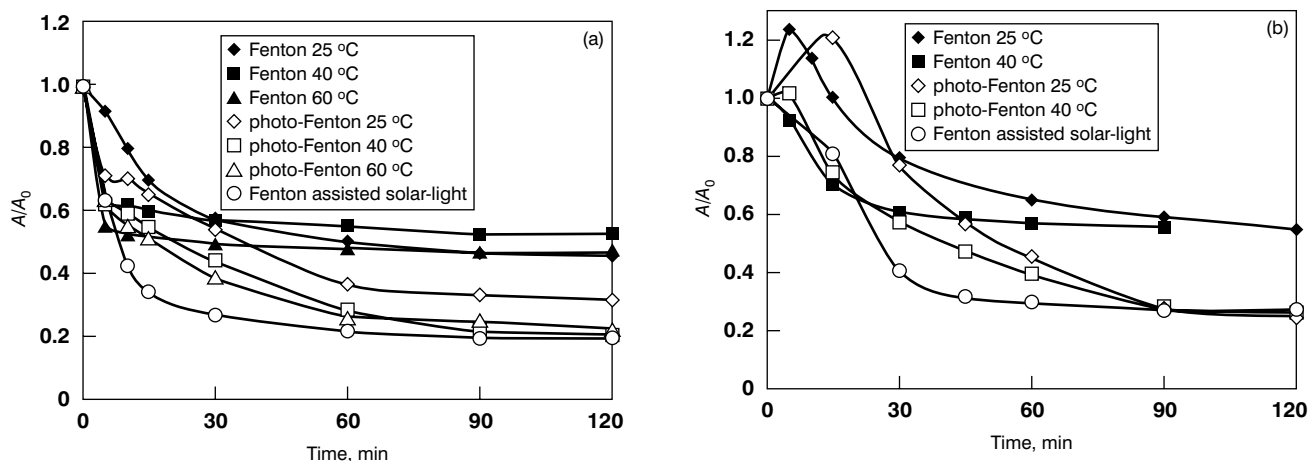 (a)
1.2
1.0
0.8
0.6
0.4
0.2
0
A/A0
Fenton 25 °C
Fenton 40 °C
Fenton 60 °C
photo-Fenton 25 °C
photo-Fenton 40 °C
photo-Fenton 60 °C
Fenton assisted solar-light
0 30 60 90 120
Time, min
(b)
1.2
1.0
0.8
0.6
0.4
0.2
0
A/A0
Fenton 25 °C
Fenton 40 °C
photo-Fenton 25 °C
photo-Fenton 40 °C
Fenton assisted solar-light
0 30 60 90 120
Time, min